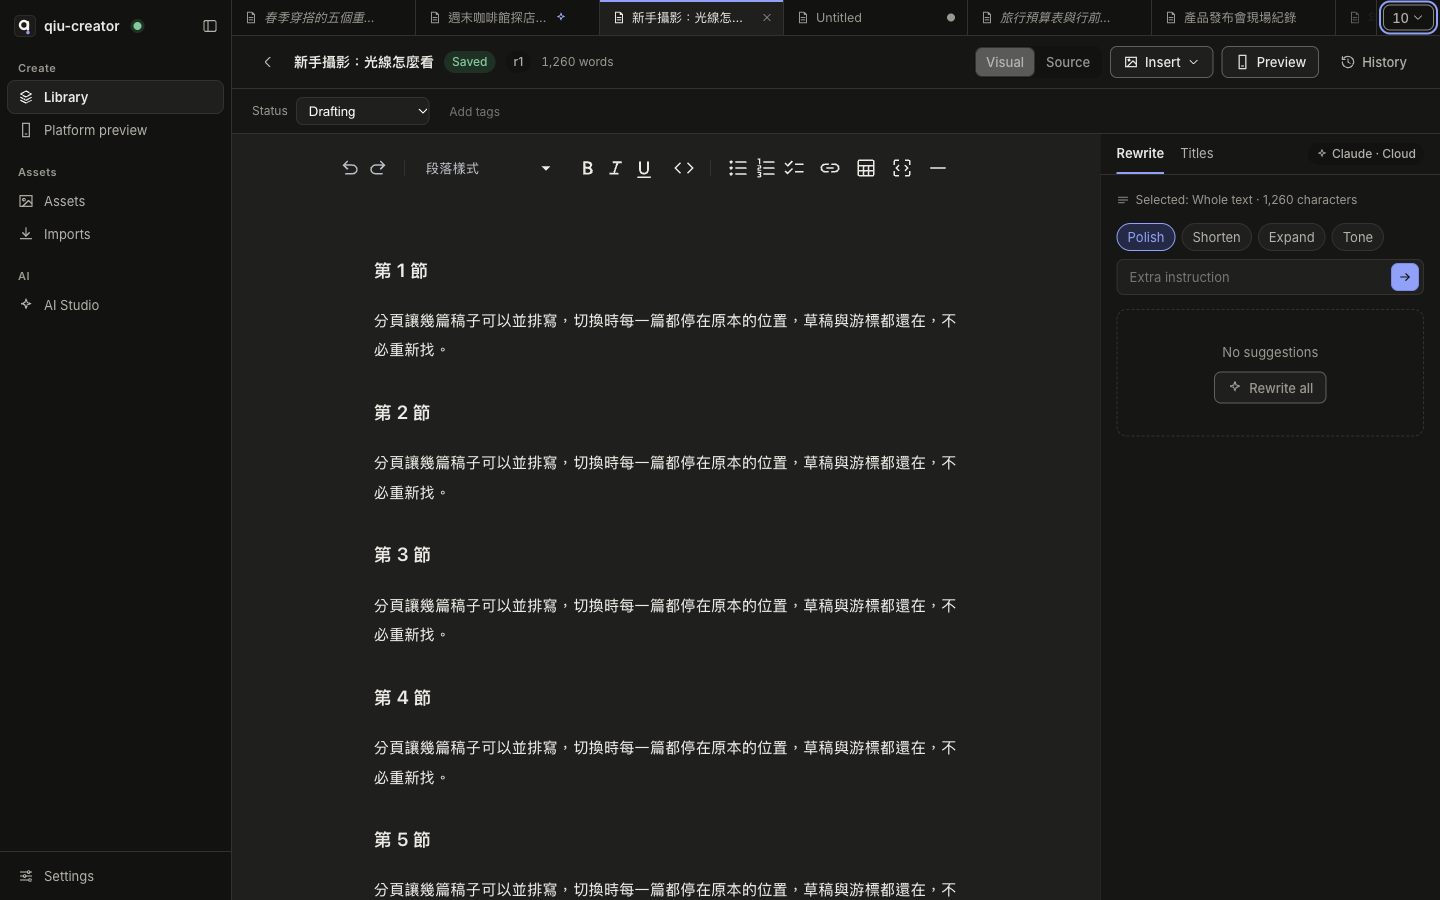 qiu-creator
春季穿搭的五個重...
週末咖啡館探店...
新手攝影：光線怎...
Untitled
旅行預算表與行前...
產品發布會現場紀錄
10
新手攝影：光線怎麼看
Saved
r1
1,260 words
Visual
Source
Insert
Preview
History
Create
Library
Platform preview
Assets
Assets
Imports
AI
AI Studio
Settings
Status
Drafting
Add tags
段落樣式
第 1 節
分頁讓幾篇稿子可以並排寫，切換時每一篇都停在原本的位置，草稿與游標都還在，不
必重新找。
第 2 節
分頁讓幾篇稿子可以並排寫，切換時每一篇都停在原本的位置，草稿與游標都還在，不
必重新找。
第 3 節
分頁讓幾篇稿子可以並排寫，切換時每一篇都停在原本的位置，草稿與游標都還在，不
必重新找。
第 4 節
分頁讓幾篇稿子可以並排寫，切換時每一篇都停在原本的位置，草稿與游標都還在，不
必重新找。
第 5 節
分頁讓幾篇稿子可以並排寫，切換時每一篇都停在原本的位置，草稿與游標都還在，不
Rewrite
Titles
Claude · Cloud
Selected: Whole text · 1,260 characters
Polish
Shorten
Expand
Tone
Extra instruction
No suggestions
Rewrite all